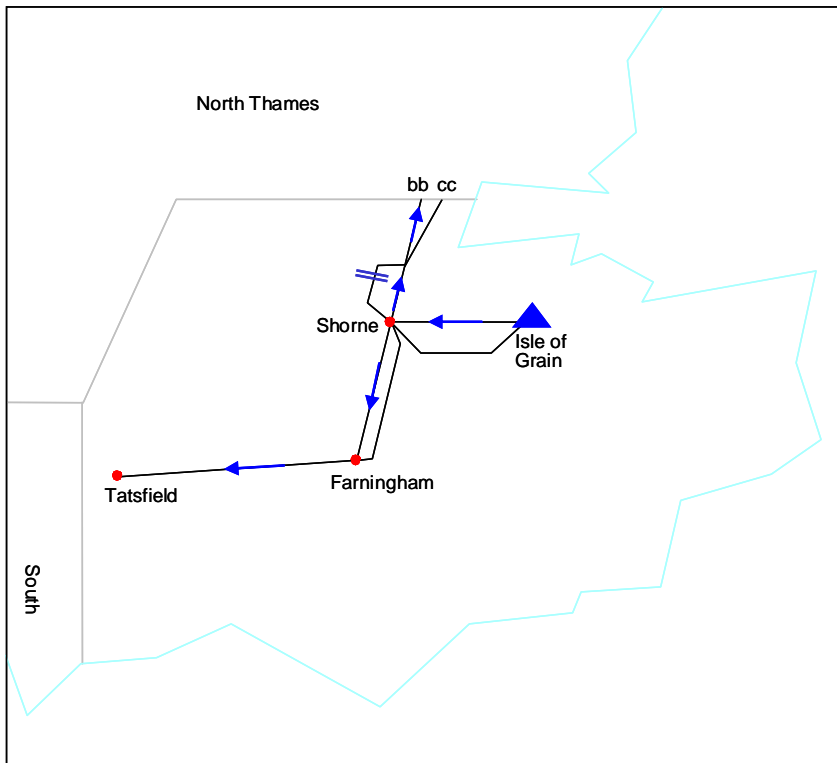 North Thames
bb cc
Shorne
Isle of
Grain
Farningham
Tatsfield
South